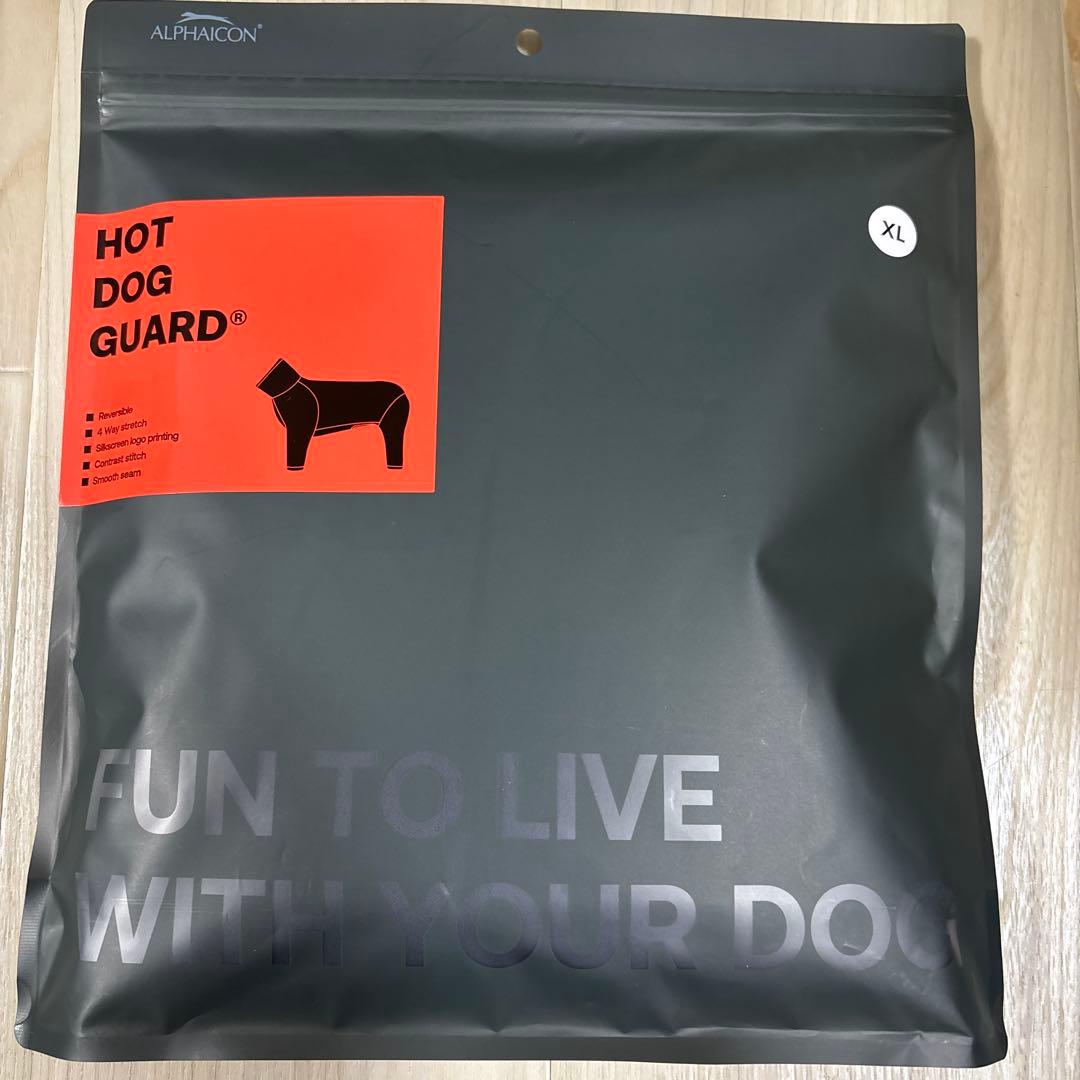 ALPHAICON®
HOT
DOG
GUARD®
XL
■ Reversible
■ 4 Way stretch
■ Silkscreen logo printing
■ Contrast stitch
■ Smooth seam
FUN TO LIVE
WITH YOUR DOG